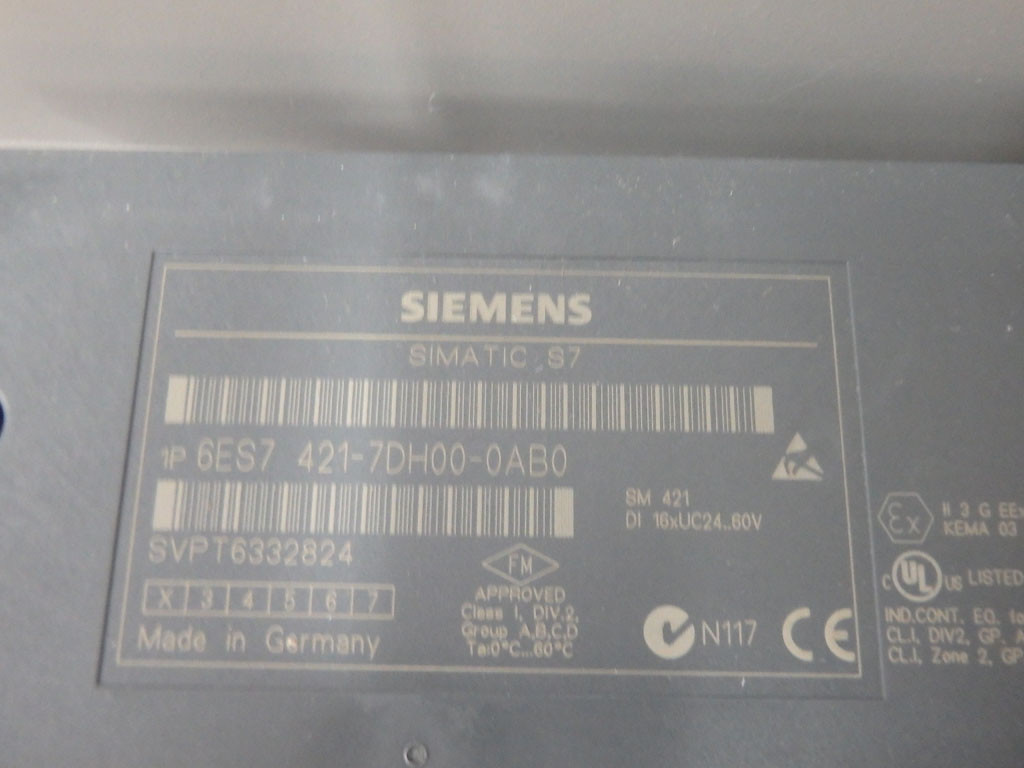 SIEMENS
SIMATIC S7
1P 6ES7 421-7DH00-0AB0
SM 421
DI 16xUC24..60V
SVPT6332824
FM
APPROVED
Class I, DIV.2,
Group A,B,C,D
Ta:0°C...60°C
X 3 4 5 6 7
Made in Germany
N117
CE
Ex
II 3 G EEx
KEMA 03
C UL US LISTED
IND.CONT. EQ.
CL.I, DIV2, GP. A
CL.I, Zone 2, GP